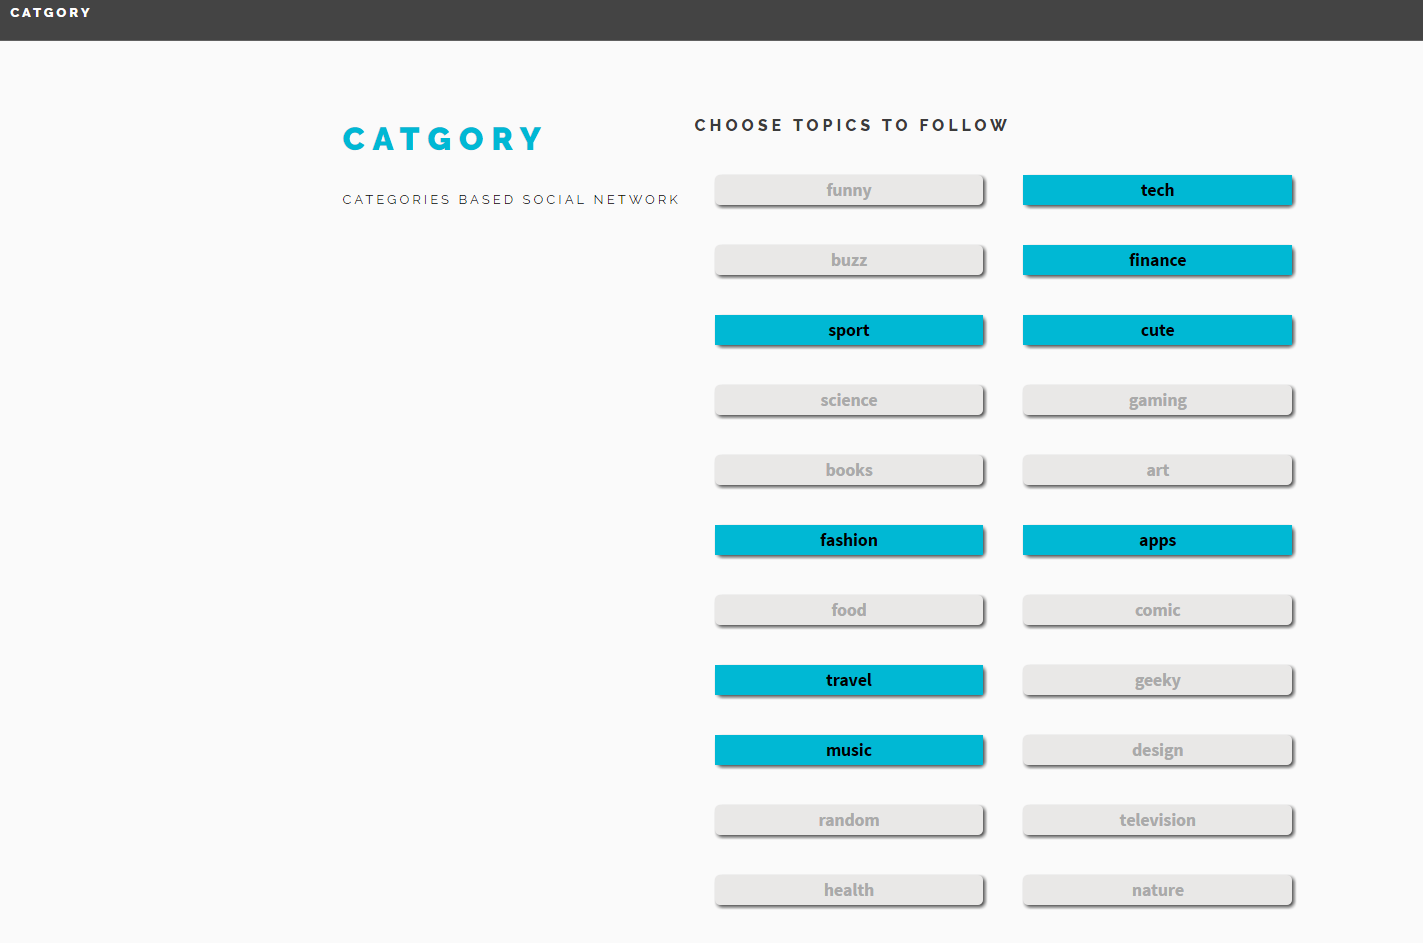 CATGORY
CATGORY
CATEGORIES BASED SOCIAL NETWORK
CHOOSE TOPICS TO FOLLOW
funny tech
buzz finance
sport cute
science gaming
books art
fashion apps
food comic
travel geeky
music design
random television
health nature